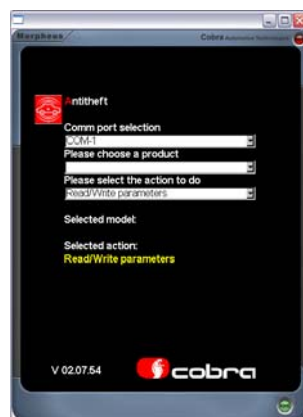 Morpheus
Cobra Automotive Technologies
Antitheft
Comm port selection
COM-1
Please choose a product
Please select the action to do
Read/Write parameters
Selected model:
Selected action:
Read/Write parameters
V 02.07.54
cobra